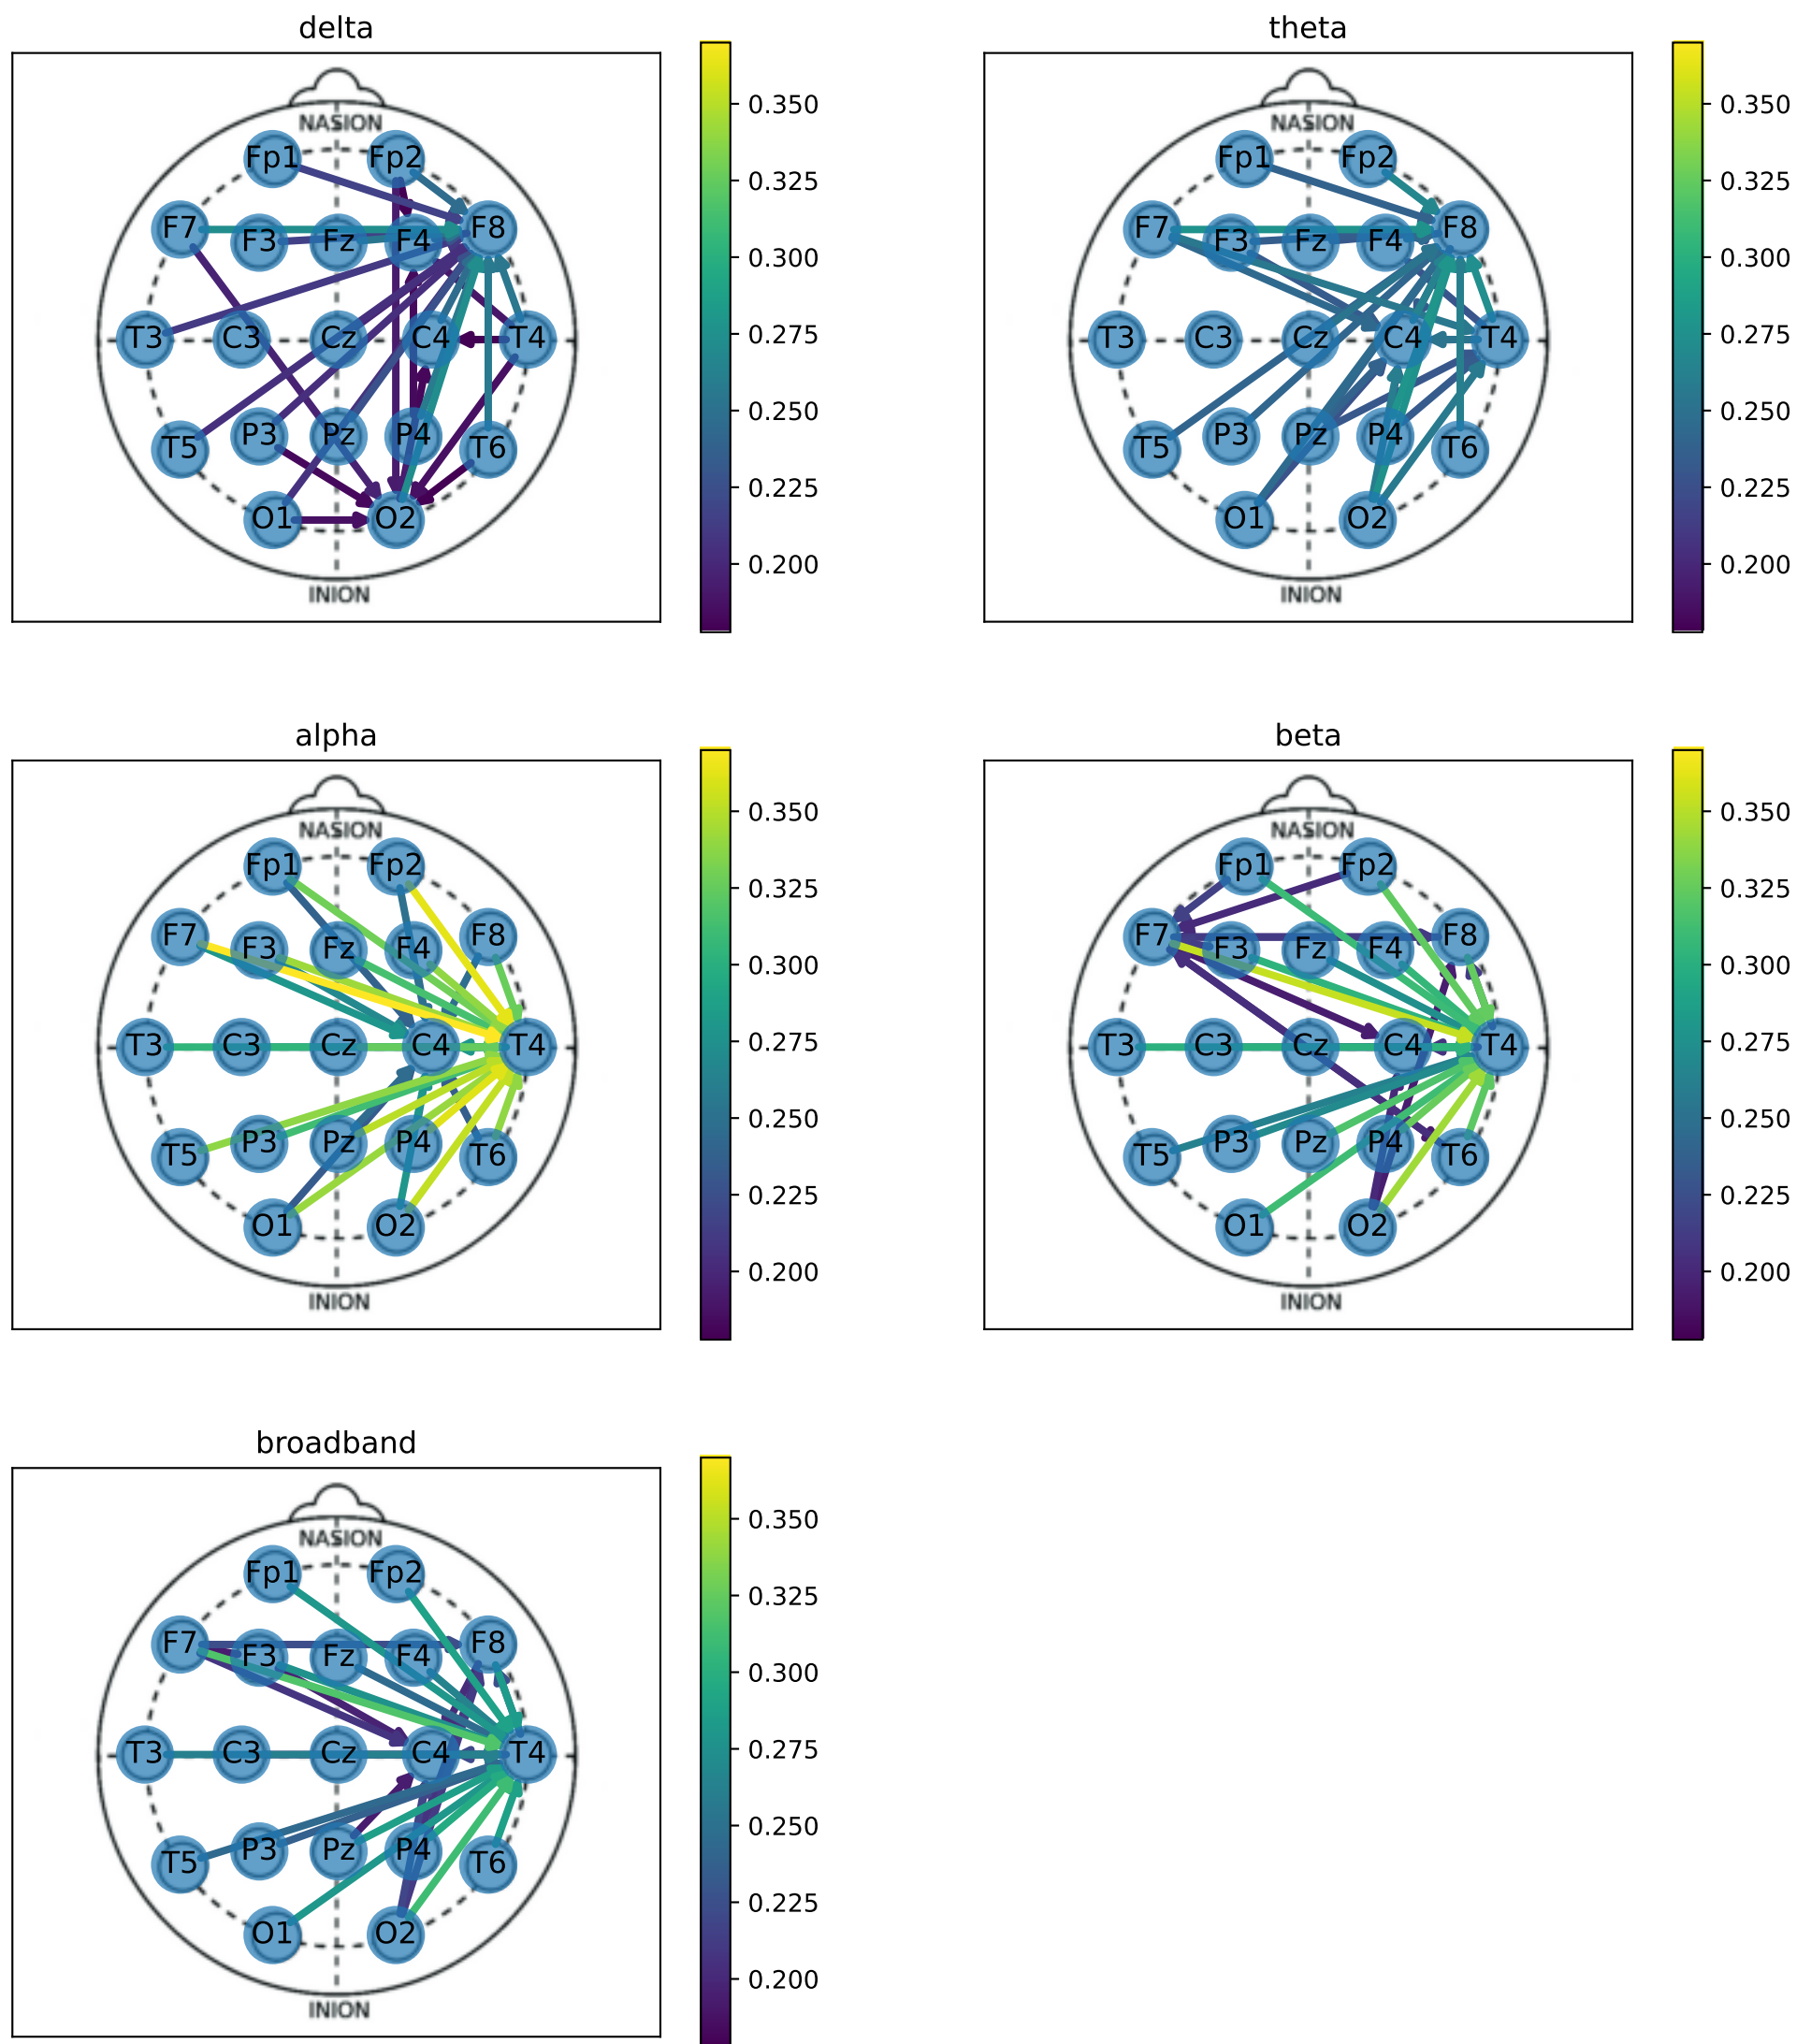 delta
NASION
Fp1 Fp2
F7 F3 Fz F4 F8
T3 C3 Cz C4 T4
T5 P3 Pz P4 T6
O1 O2
INION
0.350
0.325
0.300
0.275
0.250
0.225
0.200
theta
NASION
Fp1 Fp2
F7 F3 Fz F4 F8
T3 C3 Cz C4 T4
T5 P3 Pz P4 T6
O1 O2
INION
0.350
0.325
0.300
0.275
0.250
0.225
0.200
alpha
NASION
Fp1 Fp2
F7 F3 Fz F4 F8
T3 C3 Cz C4 T4
T5 P3 Pz P4 T6
O1 O2
INION
0.350
0.325
0.300
0.275
0.250
0.225
0.200
beta
NASION
Fp1 Fp2
F7 F3 Fz F4 F8
T3 C3 Cz C4 T4
T5 P3 Pz P4 T6
O1 O2
INION
0.350
0.325
0.300
0.275
0.250
0.225
0.200
broadband
NASION
Fp1 Fp2
F7 F3 Fz F4 F8
T3 C3 Cz C4 T4
T5 P3 Pz P4 T6
O1 O2
INION
0.350
0.325
0.300
0.275
0.250
0.225
0.200